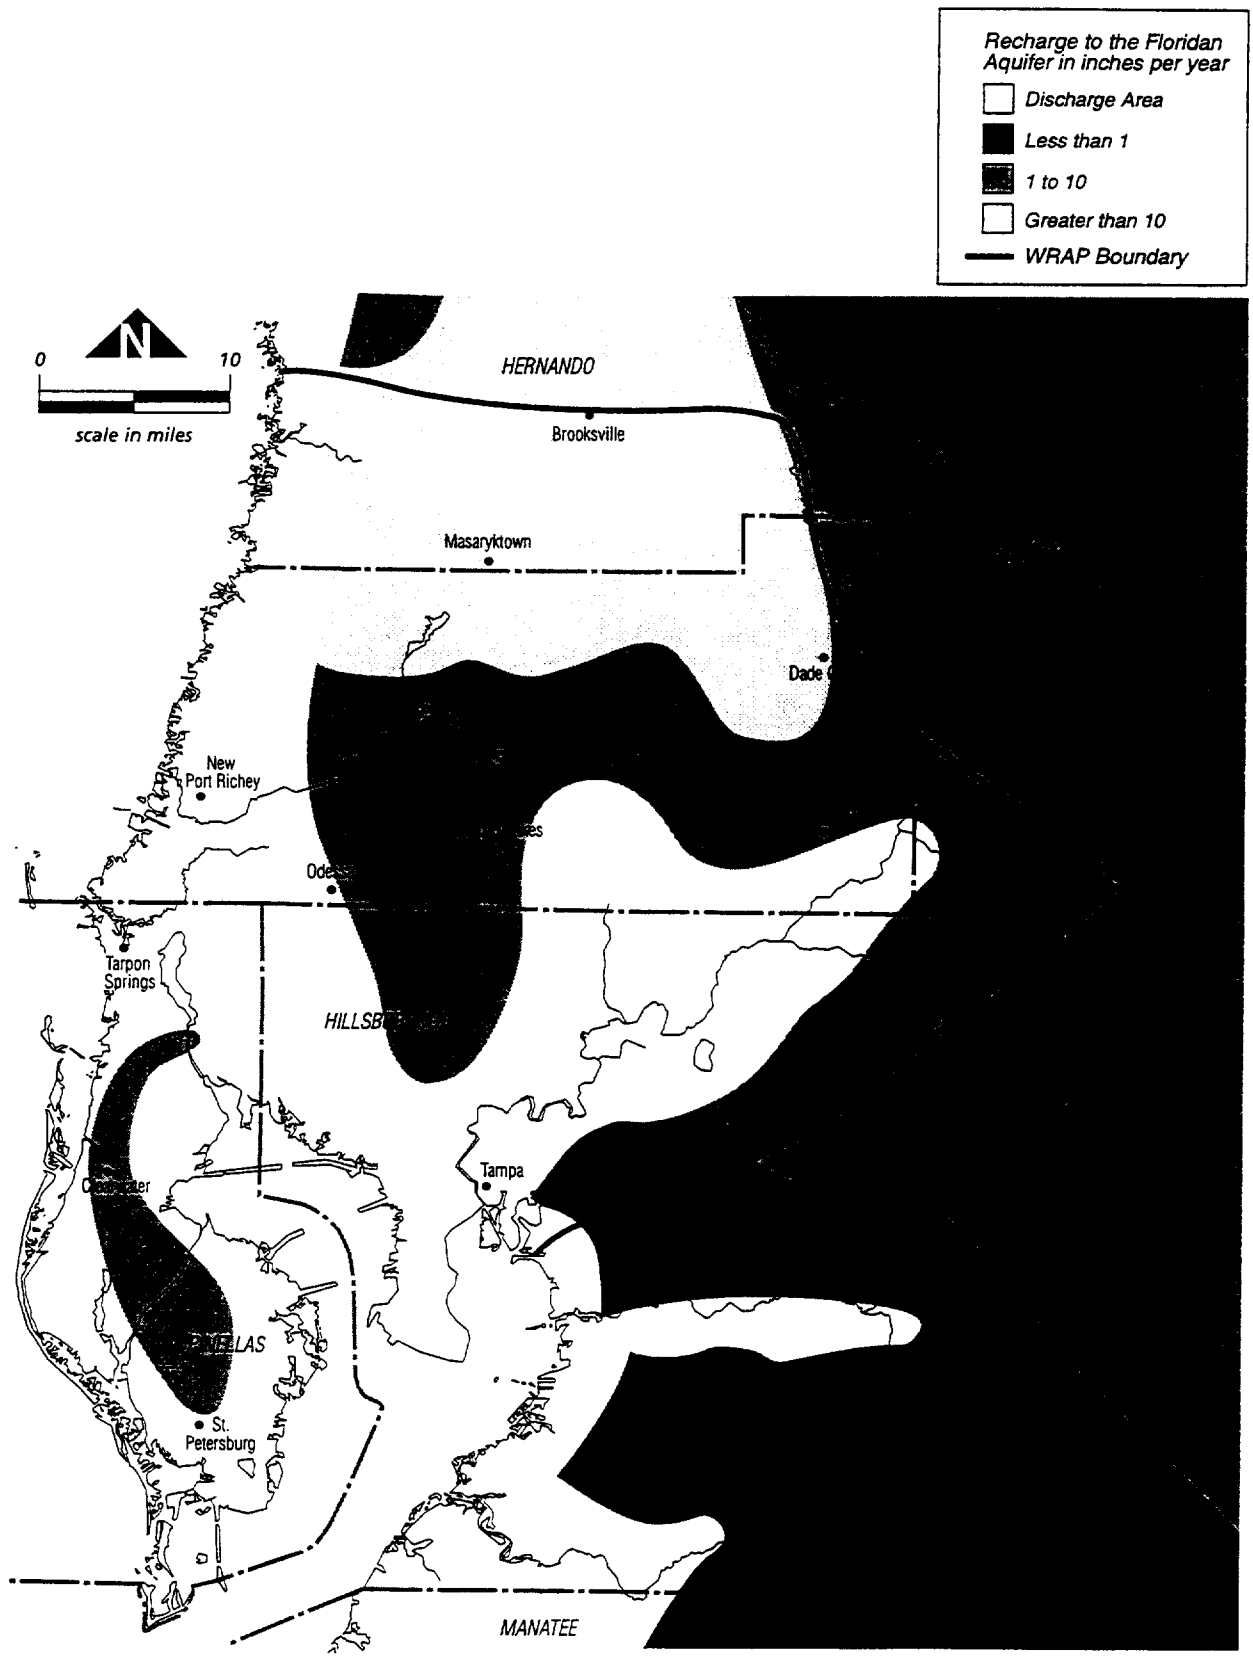 Recharge to the Floridan
Aquifer in inches per year
Discharge Area
Less than 1
1 to 10
Greater than 10
WRAP Boundary
N
0 10
scale in miles
HERNANDO
Brooksville
Masaryktown
Dade
New
Port Richey
Tarpon
Springs
Tampa
St.
Petersburg
MANATEE